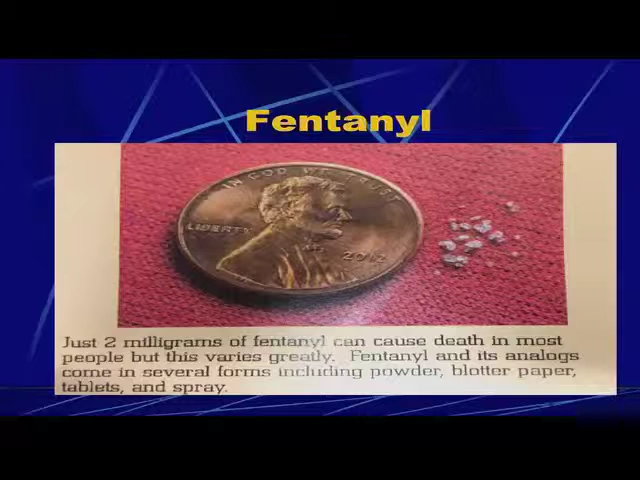 Fentanyl
IN GOD WE TRUST
LIBERTY
2012
Just 2 milligrams of fentanyl can cause death in most
people but this varies greatly. Fentanyl and its analogs
come in several forms including powder, blotter paper,
tablets, and spray.